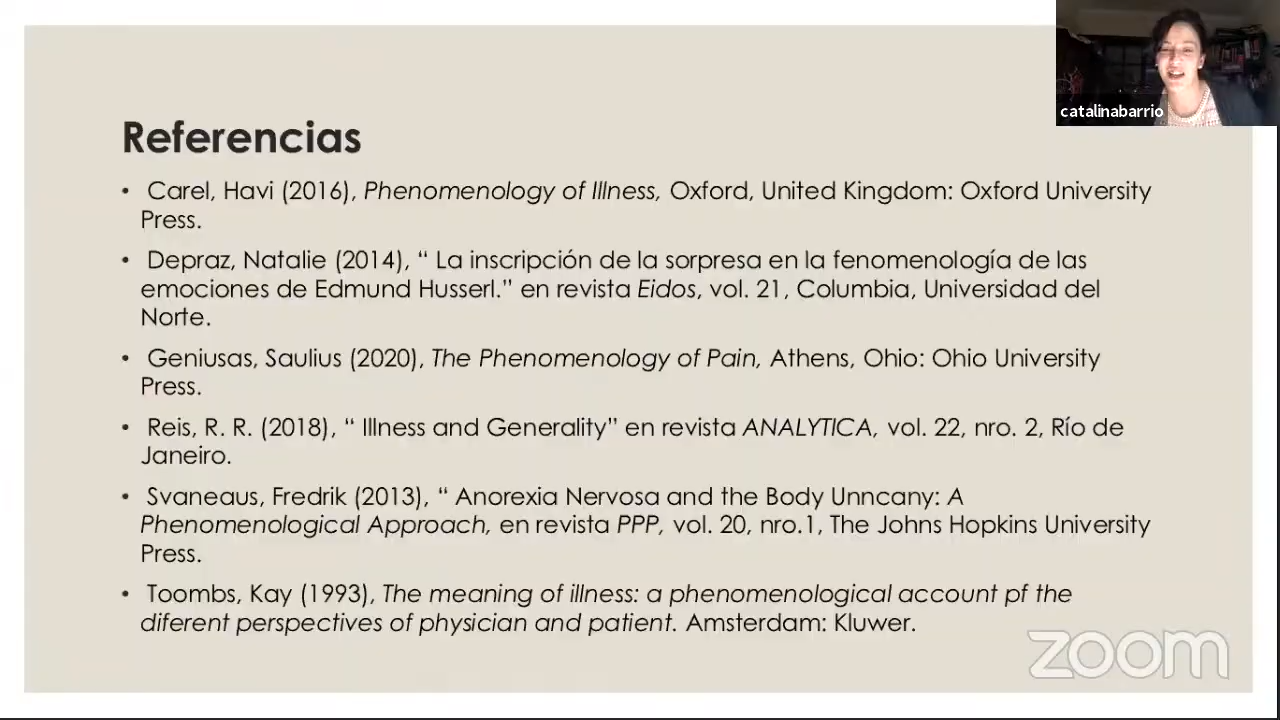 catalinabarrio
Referencias
• Carel, Havi (2016), Phenomenology of Illness, Oxford, United Kingdom: Oxford University
Press.
• Depraz, Natalie (2014), “ La inscripción de la sorpresa en la fenomenología de las
emociones de Edmund Husserl.” en revista Eidos, vol. 21, Columbia, Universidad del
Norte.
• Geniusas, Saulius (2020), The Phenomenology of Pain, Athens, Ohio: Ohio University
Press.
• Reis, R. R. (2018), “ Illness and Generality” en revista ANALYTICA, vol. 22, nro. 2, Río de
Janeiro.
• Svaneaus, Fredrik (2013), “ Anorexia Nervosa and the Body Unncany: A
Phenomenological Approach, en revista PPP, vol. 20, nro.1, The Johns Hopkins University
Press.
• Toombs, Kay (1993), The meaning of illness: a phenomenological account pf the
diferent perspectives of physician and patient. Amsterdam: Kluwer.
zoom